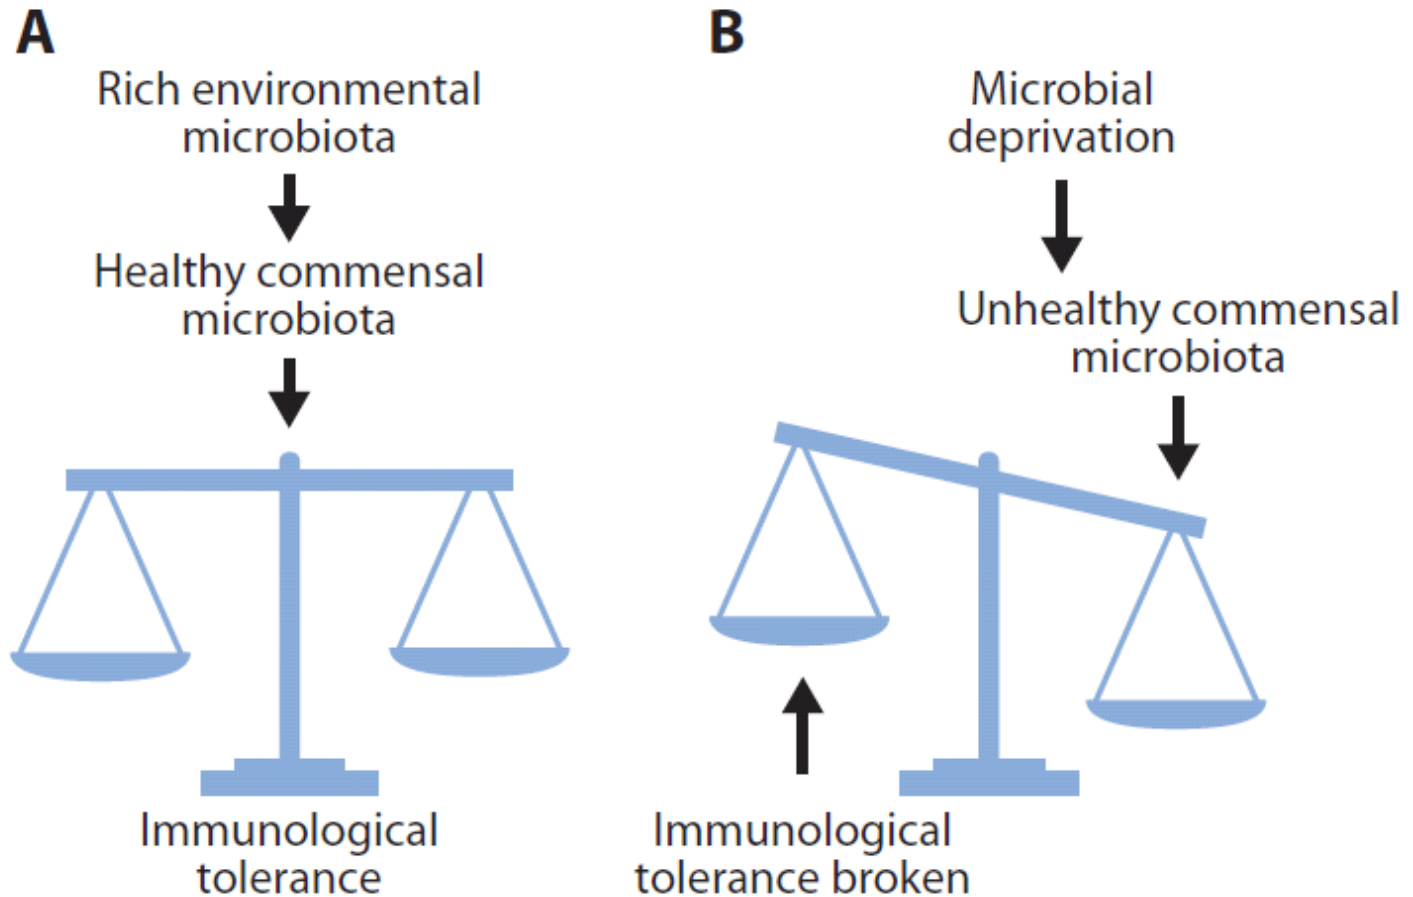 A
Rich environmental
microbiota
Healthy commensal
microbiota
Immunological
tolerance
B
Microbial
deprivation
Unhealthy commensal
microbiota
Immunological
tolerance broken